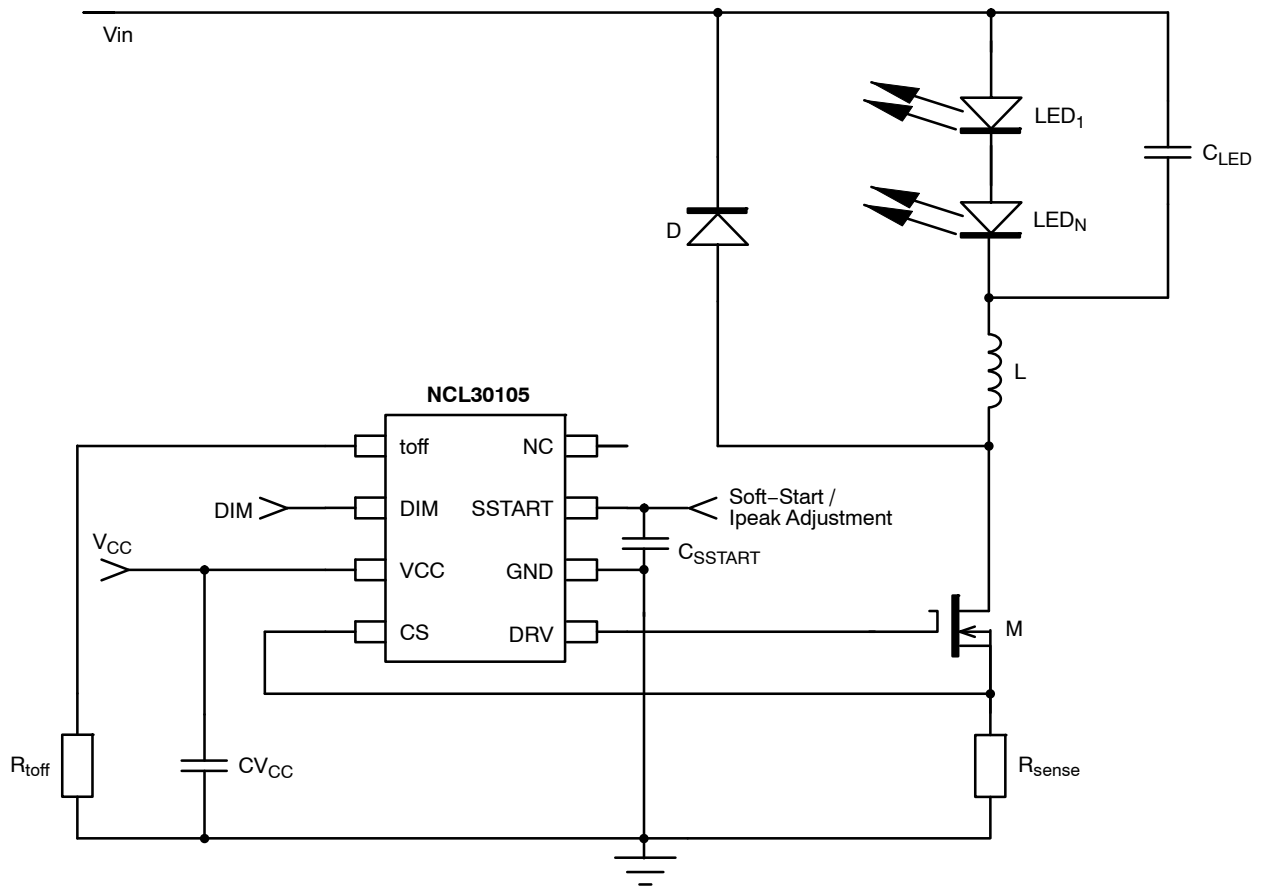 Vin
LED1
CLED
LEDN
D
L
NCL30105
toff
NC
DIM
DIM
SSTART
Soft−Start /
Ipeak Adjustment
CSSTART
VCC
VCC
GND
CS
DRV
M
Rtoff
CVCC
Rsense